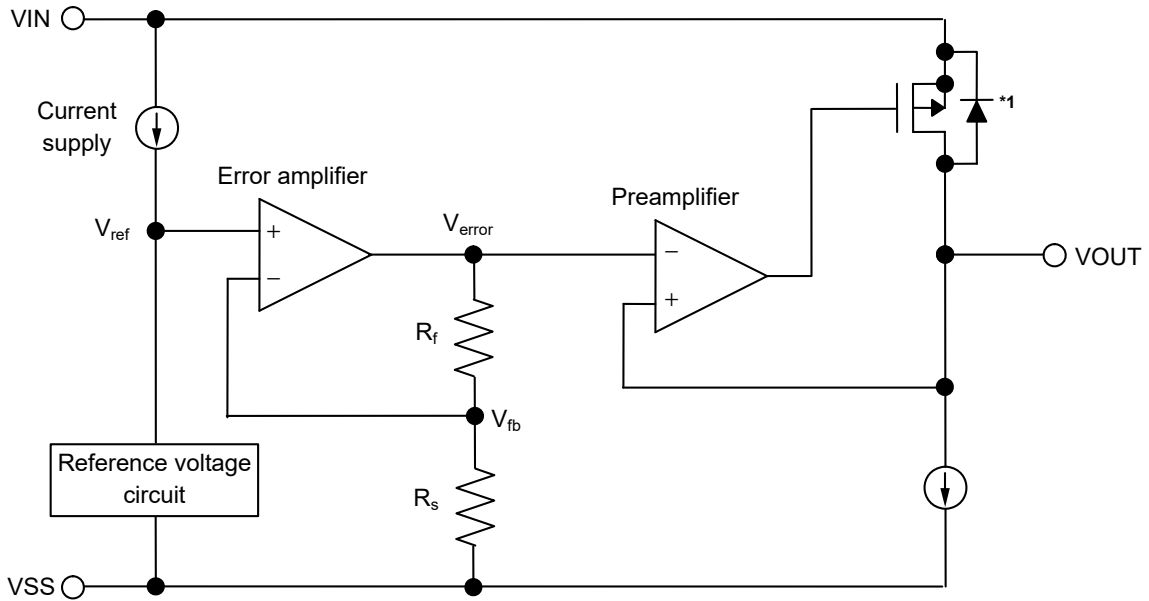 VIN
*1
Current
supply
Error amplifier
Preamplifier
Vref
+
−
Verror
−
+
VOUT
Rf
Vfb
Reference voltage
circuit
Rs
VSS